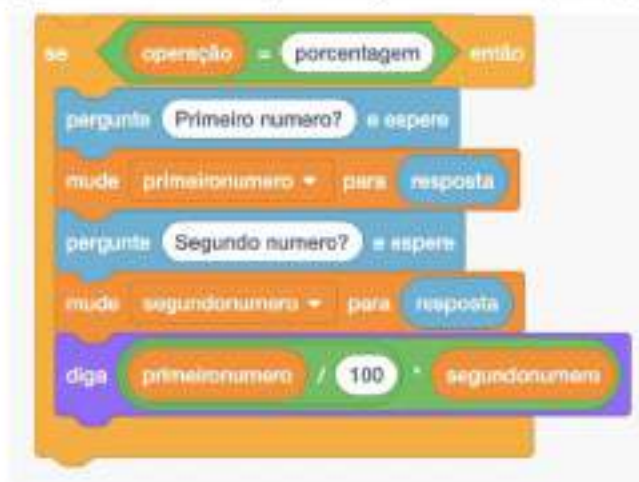 se operação = porcentagem então
pergunte Primeiro numero? e espere
mude primeironumero para resposta
pergunte Segundo numero? e espere
mude segundonumero para resposta
diga primeironumero / 100 * segundonumero